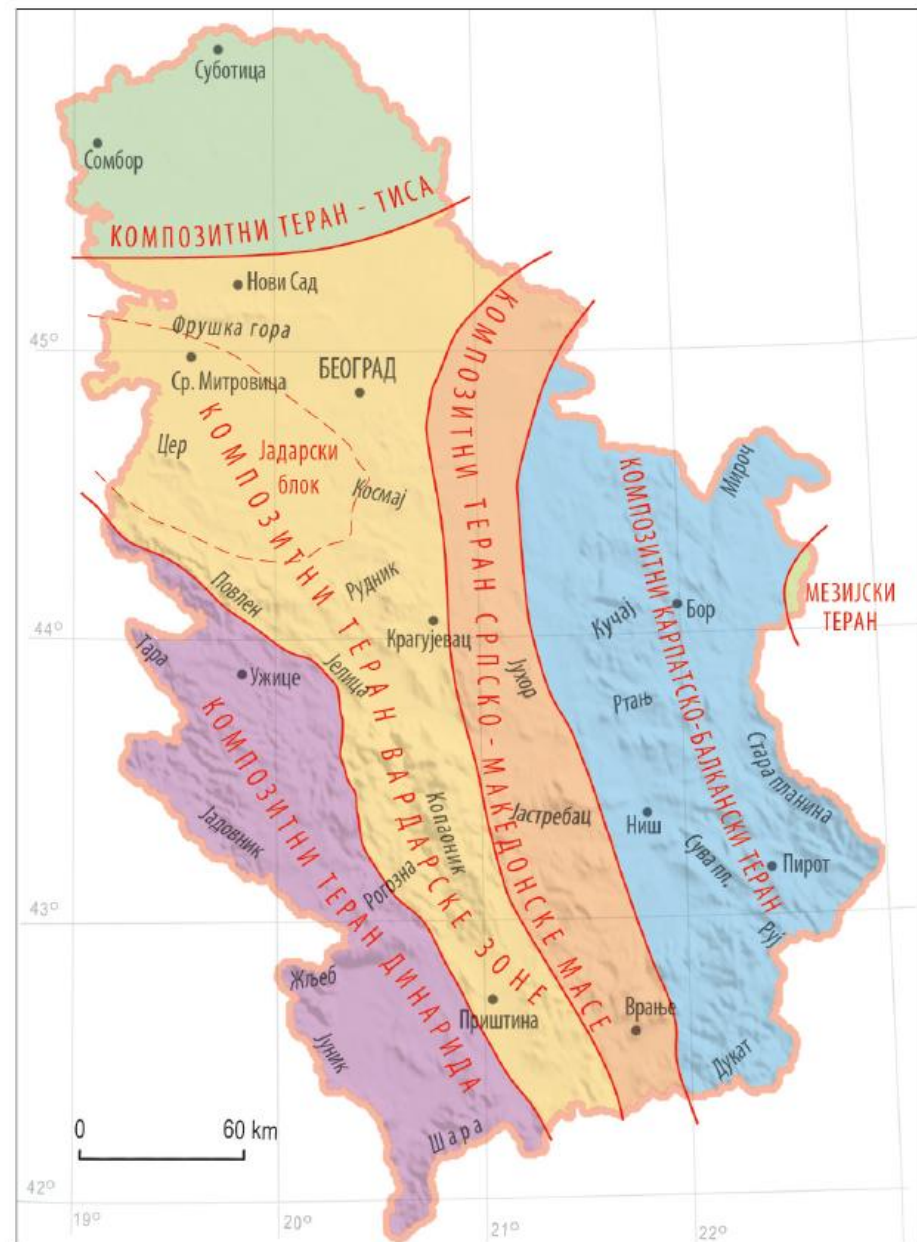 Суботица
Сомбор
КОМПОЗИТНИ ТЕРАН - ТИСА
Нови Сад
Фрушка гора
45°
Ср. Митровица
БЕОГРАД
КОМПОЗИТНИ ТЕРАН ВАРДАРСКЕ ЗОНЕ
КОМПОЗИТНИ ТЕРАН СРПСКО - МАКЕДОНСКЕ МАСЕ
КОМПОЗИТНИ КАРПАТСКО-БАЛКАНСКИ ТЕРАН
Цер
Јадарски
блок
Космај
Мироч
Повлен
Рудник
Кучај
Бор
МЕЗИЈСКИ
ТЕРАН
44°
Крагујевац
Тара
Ужице
Јелица
Јухор
Ртањ
КОМПОЗИТНИ ТЕРАН ДИНАРИДА
Стара планина
Јадовник
Копаоник
Јастребац
Ниш
Сува пл.
Пирот
Рогозна
43°
Руј
Жљеб
Приштина
Врање
Јуник
Дукат
0
60 km
Шара
42°
19°
20°
21°
22°